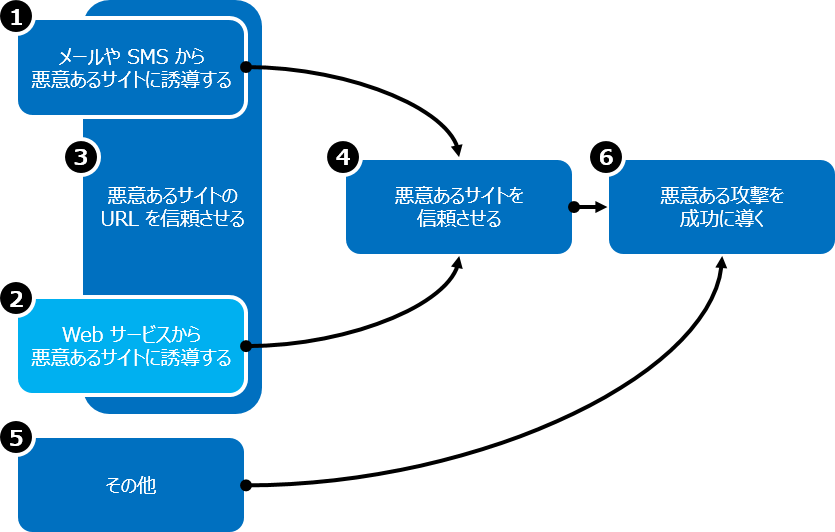 1
メールや SMS から
悪意あるサイトに誘導する
3
悪意あるサイトの
URL を信頼させる
2
Web サービスから
悪意あるサイトに誘導する
4
悪意あるサイトを
信頼させる
5
その他
6
悪意ある攻撃を
成功に導く